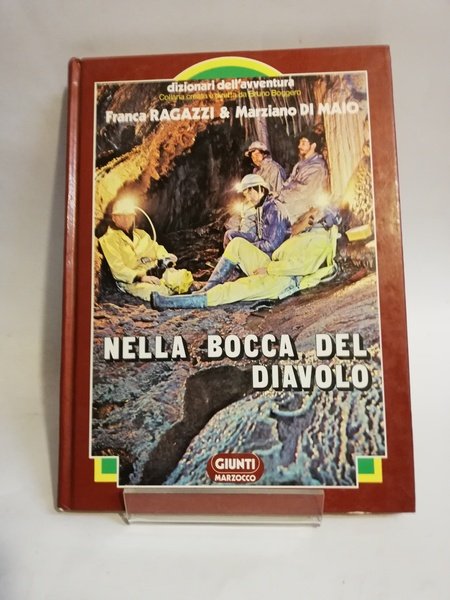 dizionari dell'avventura
Collana creata e diretta da Bruno Boggero
Franca RAGAZZI & Marziano DI MAIO
NELLA BOCCA DEL
DIAVOLO
GIUNTI
MARZOCCO